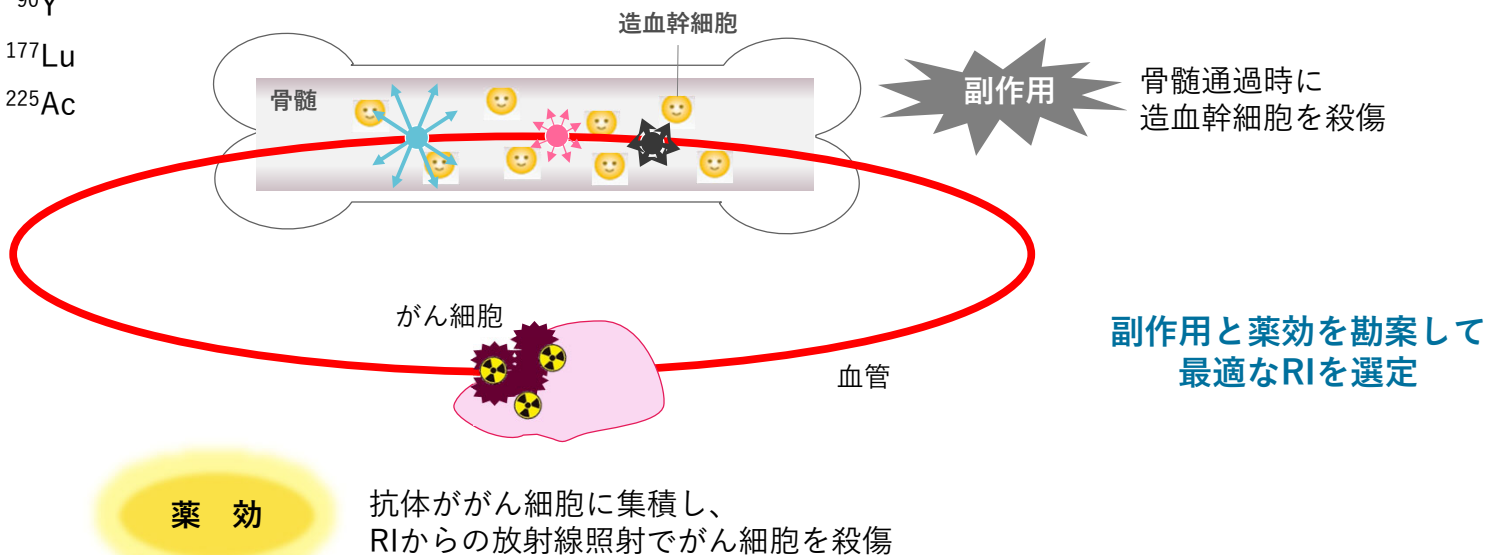 90Y
177Lu
225Ac
造血幹細胞
骨髄
副作用
骨髄通過時に
造血幹細胞を殺傷
がん細胞
血管
副作用と薬効を勘案して
最適なRIを選定
薬 効
抗体ががん細胞に集積し、
RIからの放射線照射でがん細胞を殺傷